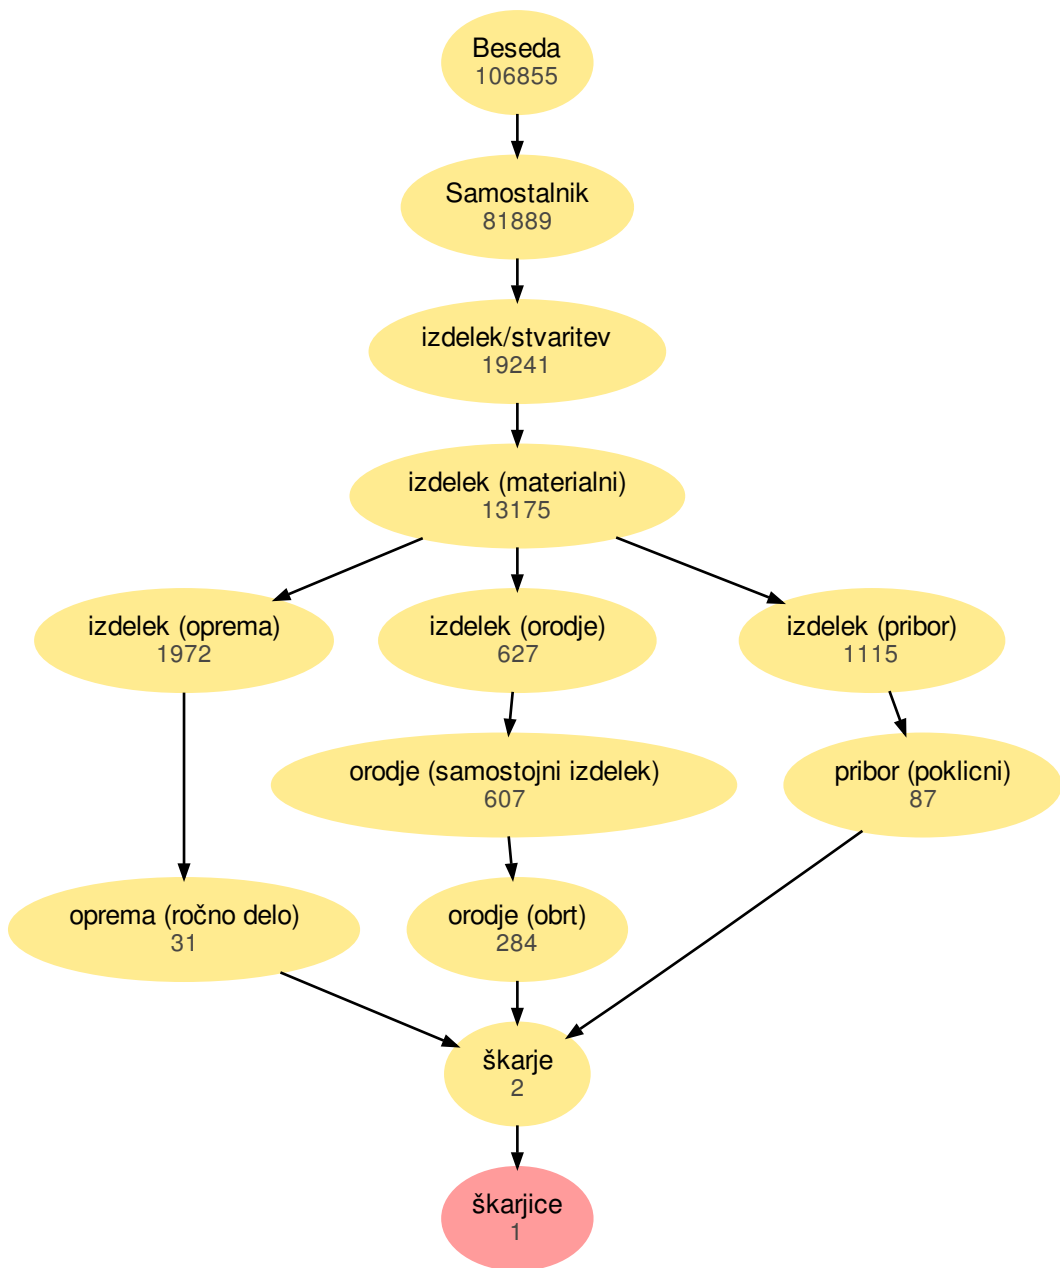 Beseda
106855
Samostalnik
81889
izdelek/stvaritev
19241
izdelek (materialni)
13175
izdelek (oprema)
1972
izdelek (orodje)
627
izdelek (pribor)
1115
orodje (samostojni izdelek)
607
pribor (poklicni)
87
oprema (ročno delo)
31
orodje (obrt)
284
škarje
2
škarjice
1